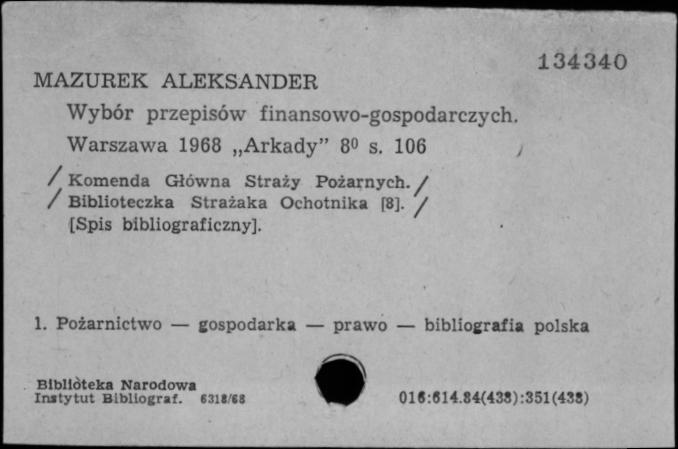 134340
MAZUREK ALEKSANDER
Wybór przepisów finansowo-gospodarczych.
Warszawa 1968 „Arkady” 8⁰ s. 106
/ Komenda Główna Straży Pożarnych. /
/ Biblioteczka Strażaka Ochotnika [8]. /
[Spis bibliograficzny].
1. Pożarnictwo — gospodarka — prawo — bibliografia polska
Biblioteka Narodowa
Instytut Bibliograf. 6318/68
016:614.84(438):351(438)